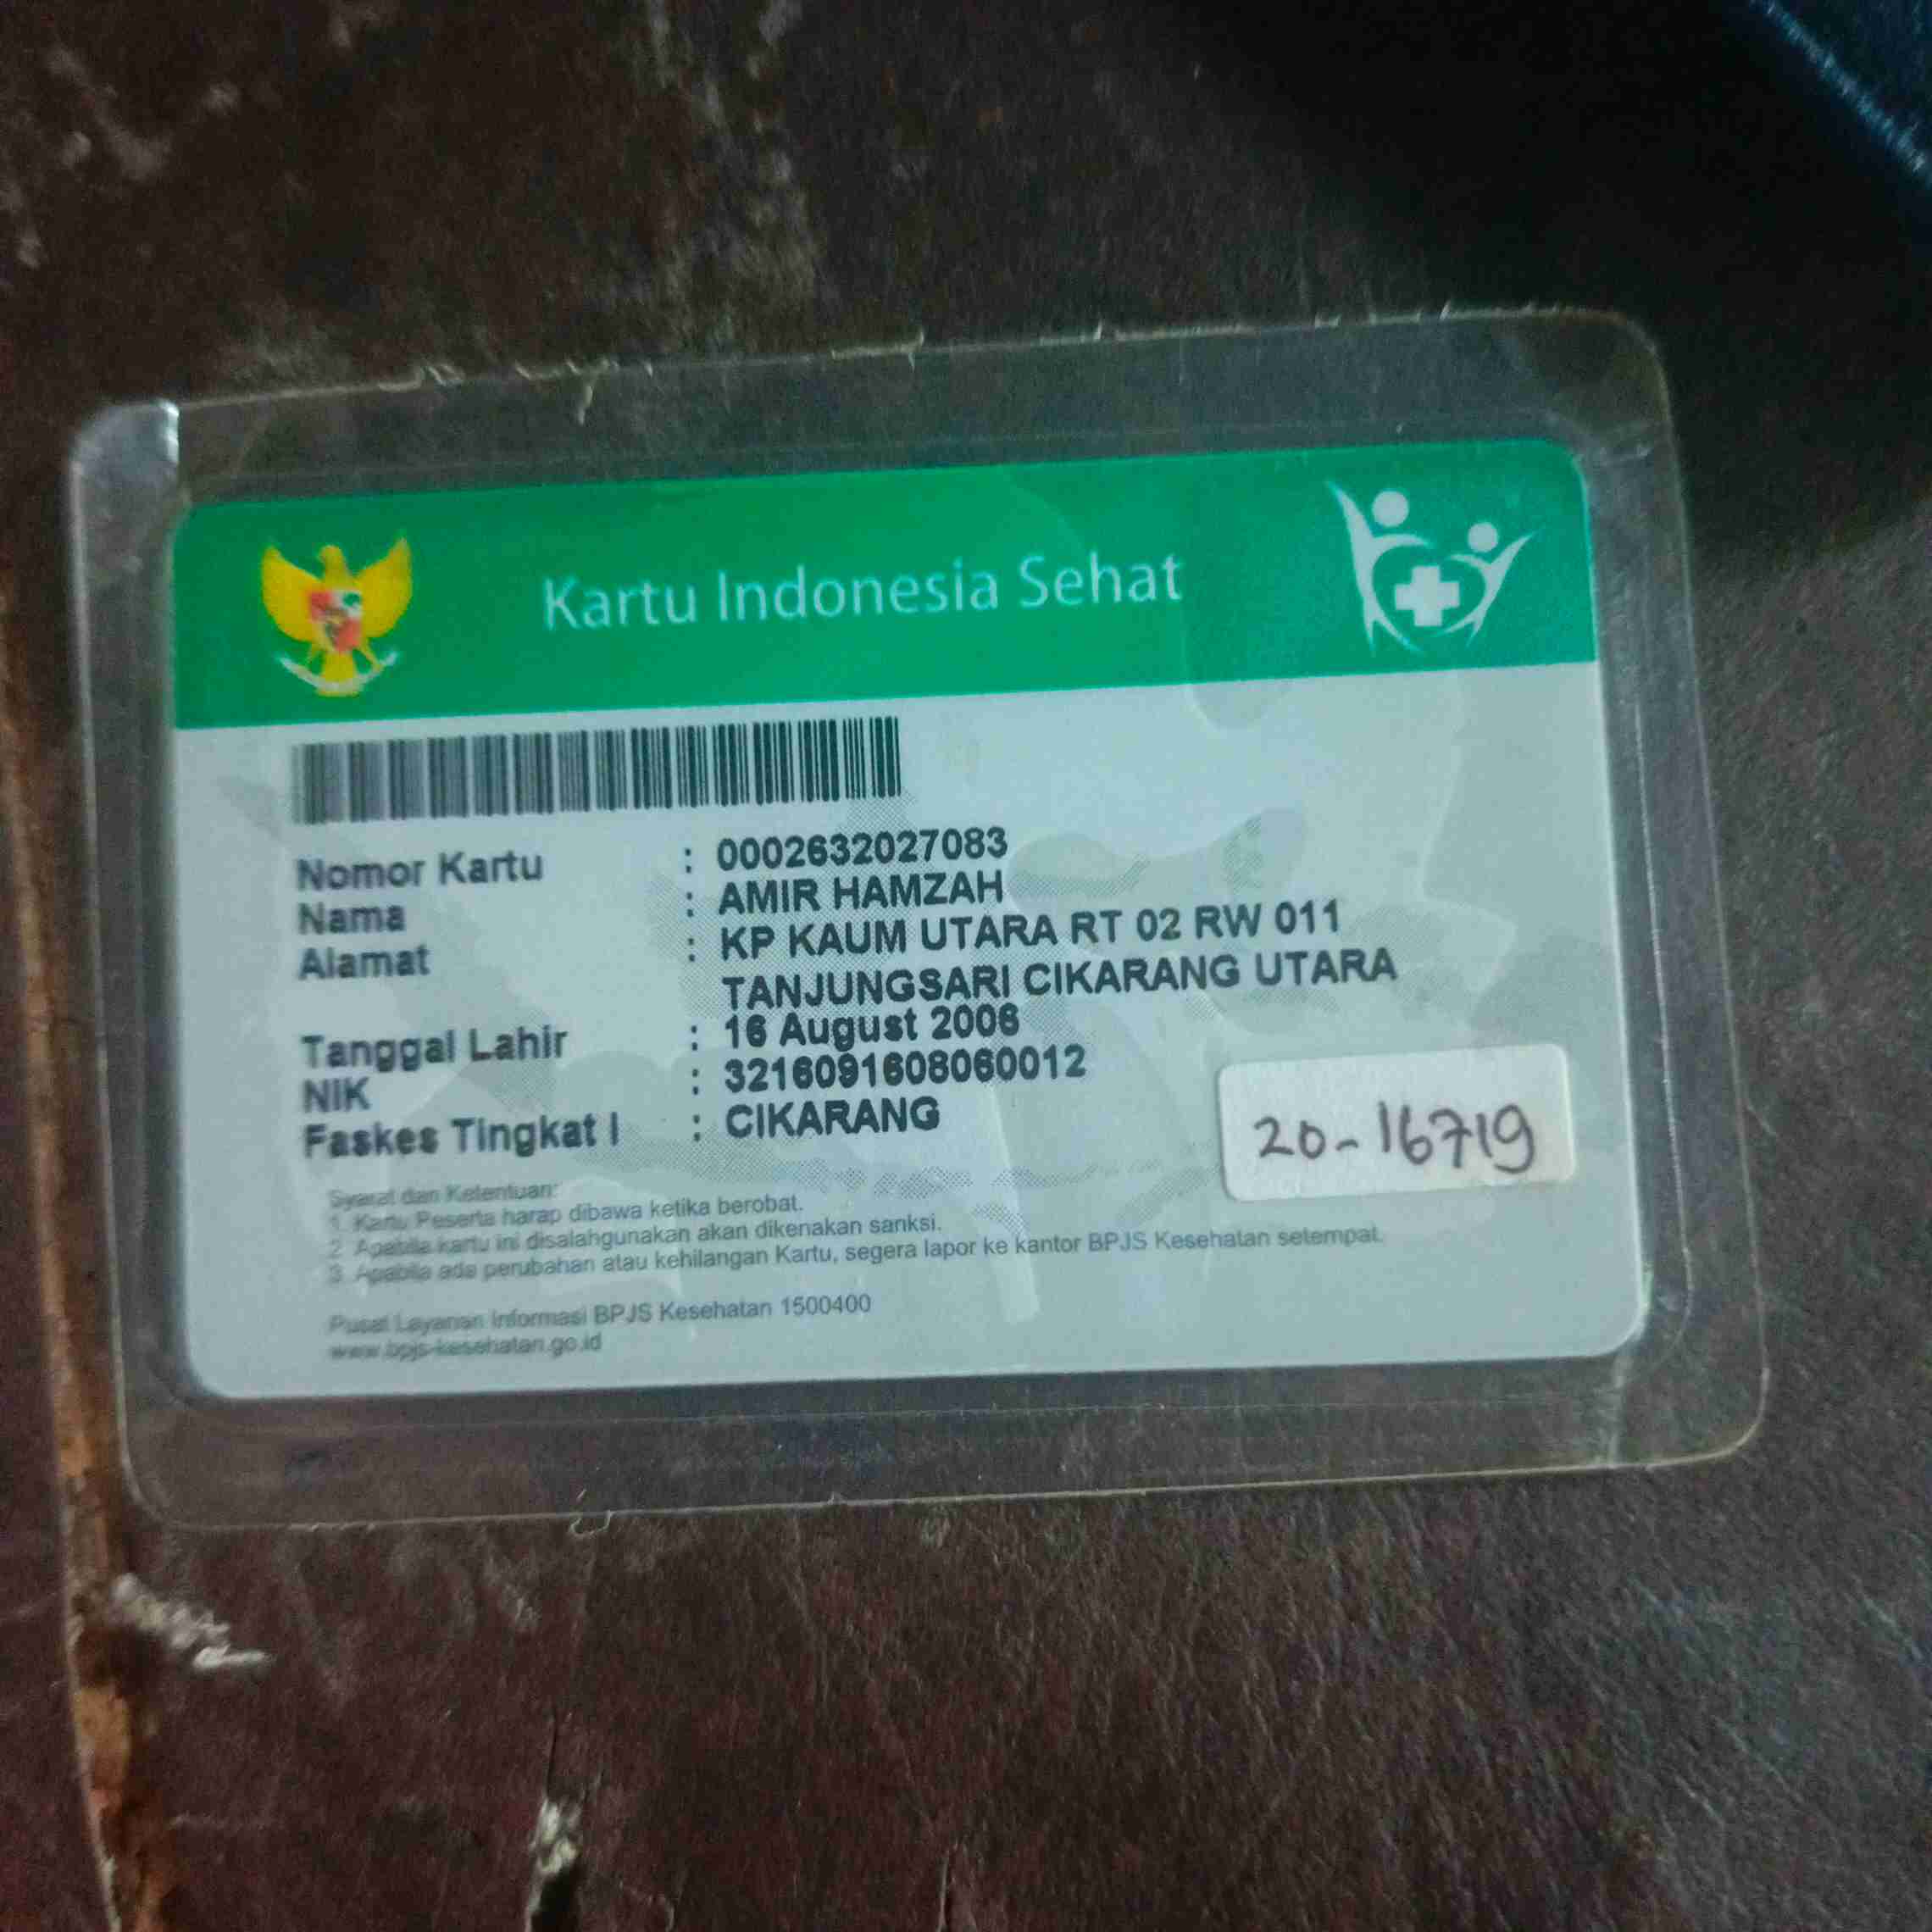 Kartu Indonesia Sehat
Nomor Kartu : 0002632027083
Nama : AMIR HAMZAH
Alamat : KP KAUM UTARA RT 02 RW 011
TANJUNGSARI CIKARANG UTARA
Tanggal Lahir : 16 August 2006
NIK : 3216091608060012
Faskes Tingkat I : CIKARANG
20-16719
Syarat dan Ketentuan:
1. Kartu Peserta harap dibawa ketika berobat.
2. Apabila kartu ini disalahgunakan akan dikenakan sanksi.
3. Apabila ada perubahan atau kehilangan Kartu, segera lapor ke kantor BPJS Kesehatan setempat.
Pusat Layanan Informasi BPJS Kesehatan 1500400
www.bpjs-kesehatan.go.id